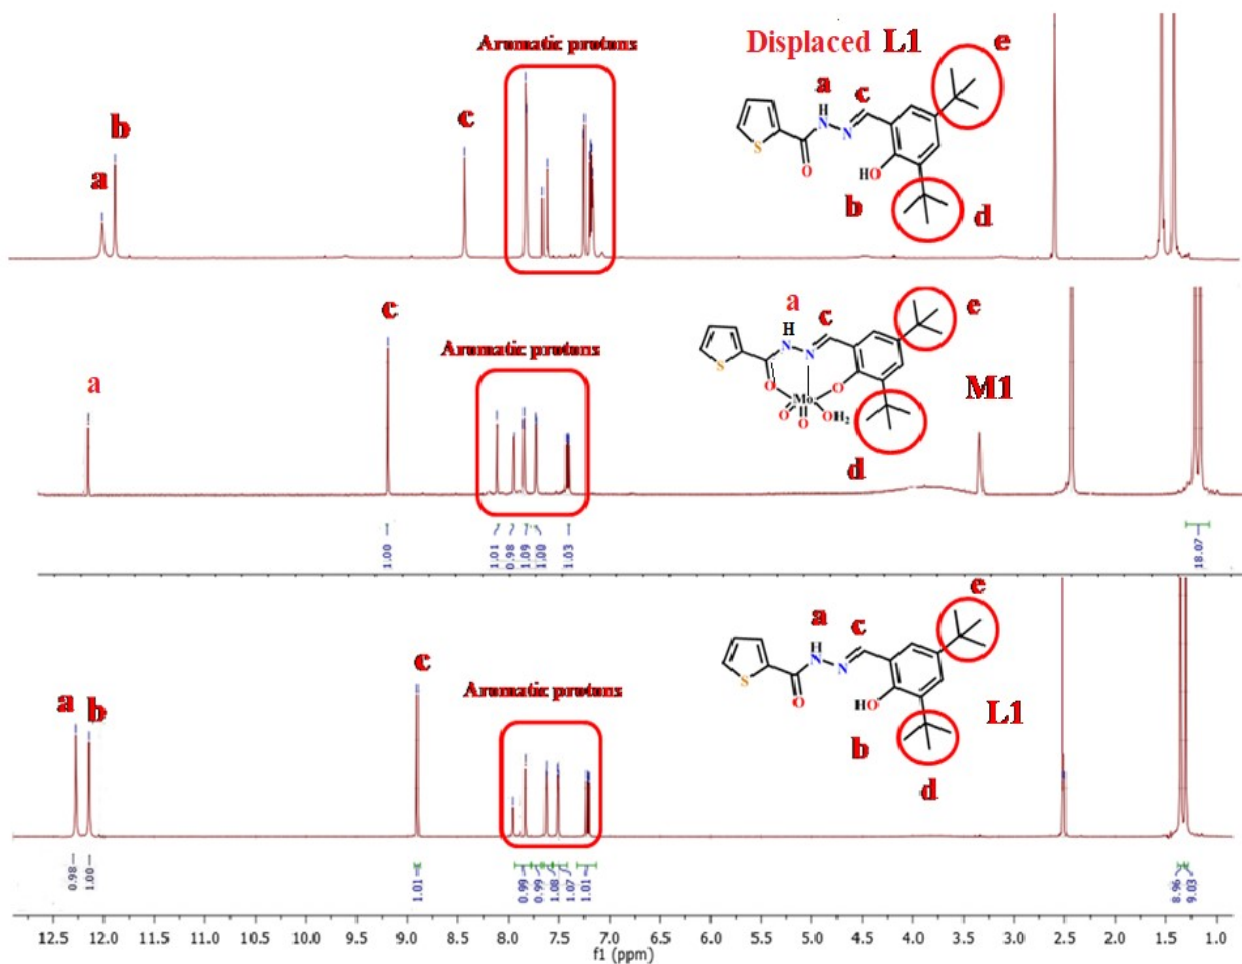 Aromatic protons
Displaced L1
e
a
H
N
c
N
S
O
HO
b
d
b
a
c
a
H
N
c
N
e
Aromatic protons
S
O
Mo
O
O
O
OH2
M1
d
c
a
1.00
1.01
0.98
1.09
1.00
1.03
18.07
e
a
H
N
c
N
S
O
HO
L1
b
d
Aromatic protons
c
a
b
0.98
1.00
1.01
0.99
0.99
1.08
1.07
1.01
8.96
9.03
12.5 12.0 11.5 11.0 10.5 10.0 9.5 9.0 8.5 8.0 7.5 7.0 6.5 6.0 5.5 5.0 4.5 4.0 3.5 3.0 2.5 2.0 1.5 1.0
f1 (ppm)